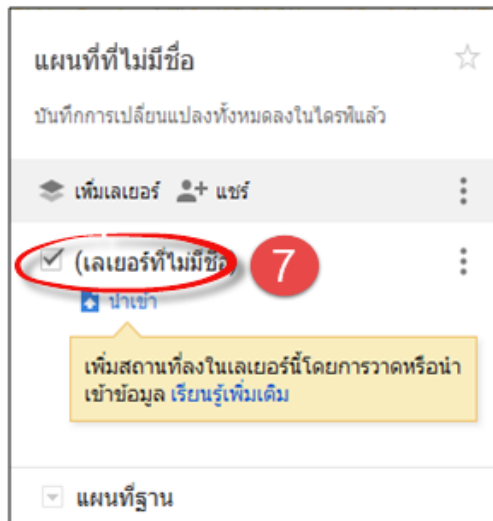 แผนที่ที่ไม่มีชื่อ
บันทึกการเปลี่ยนแปลงทั้งหมดลงในไดรฟ์แล้ว
เพิ่มเลเยอร์ แชร์
(เลเยอร์ที่ไม่มีชื่อ) 7
นำเข้า
เพิ่มสถานที่ลงในเลเยอร์นี้โดยการวาดหรือนำ
เข้าข้อมูล เรียนรู้เพิ่มเติม
แผนที่ฐาน